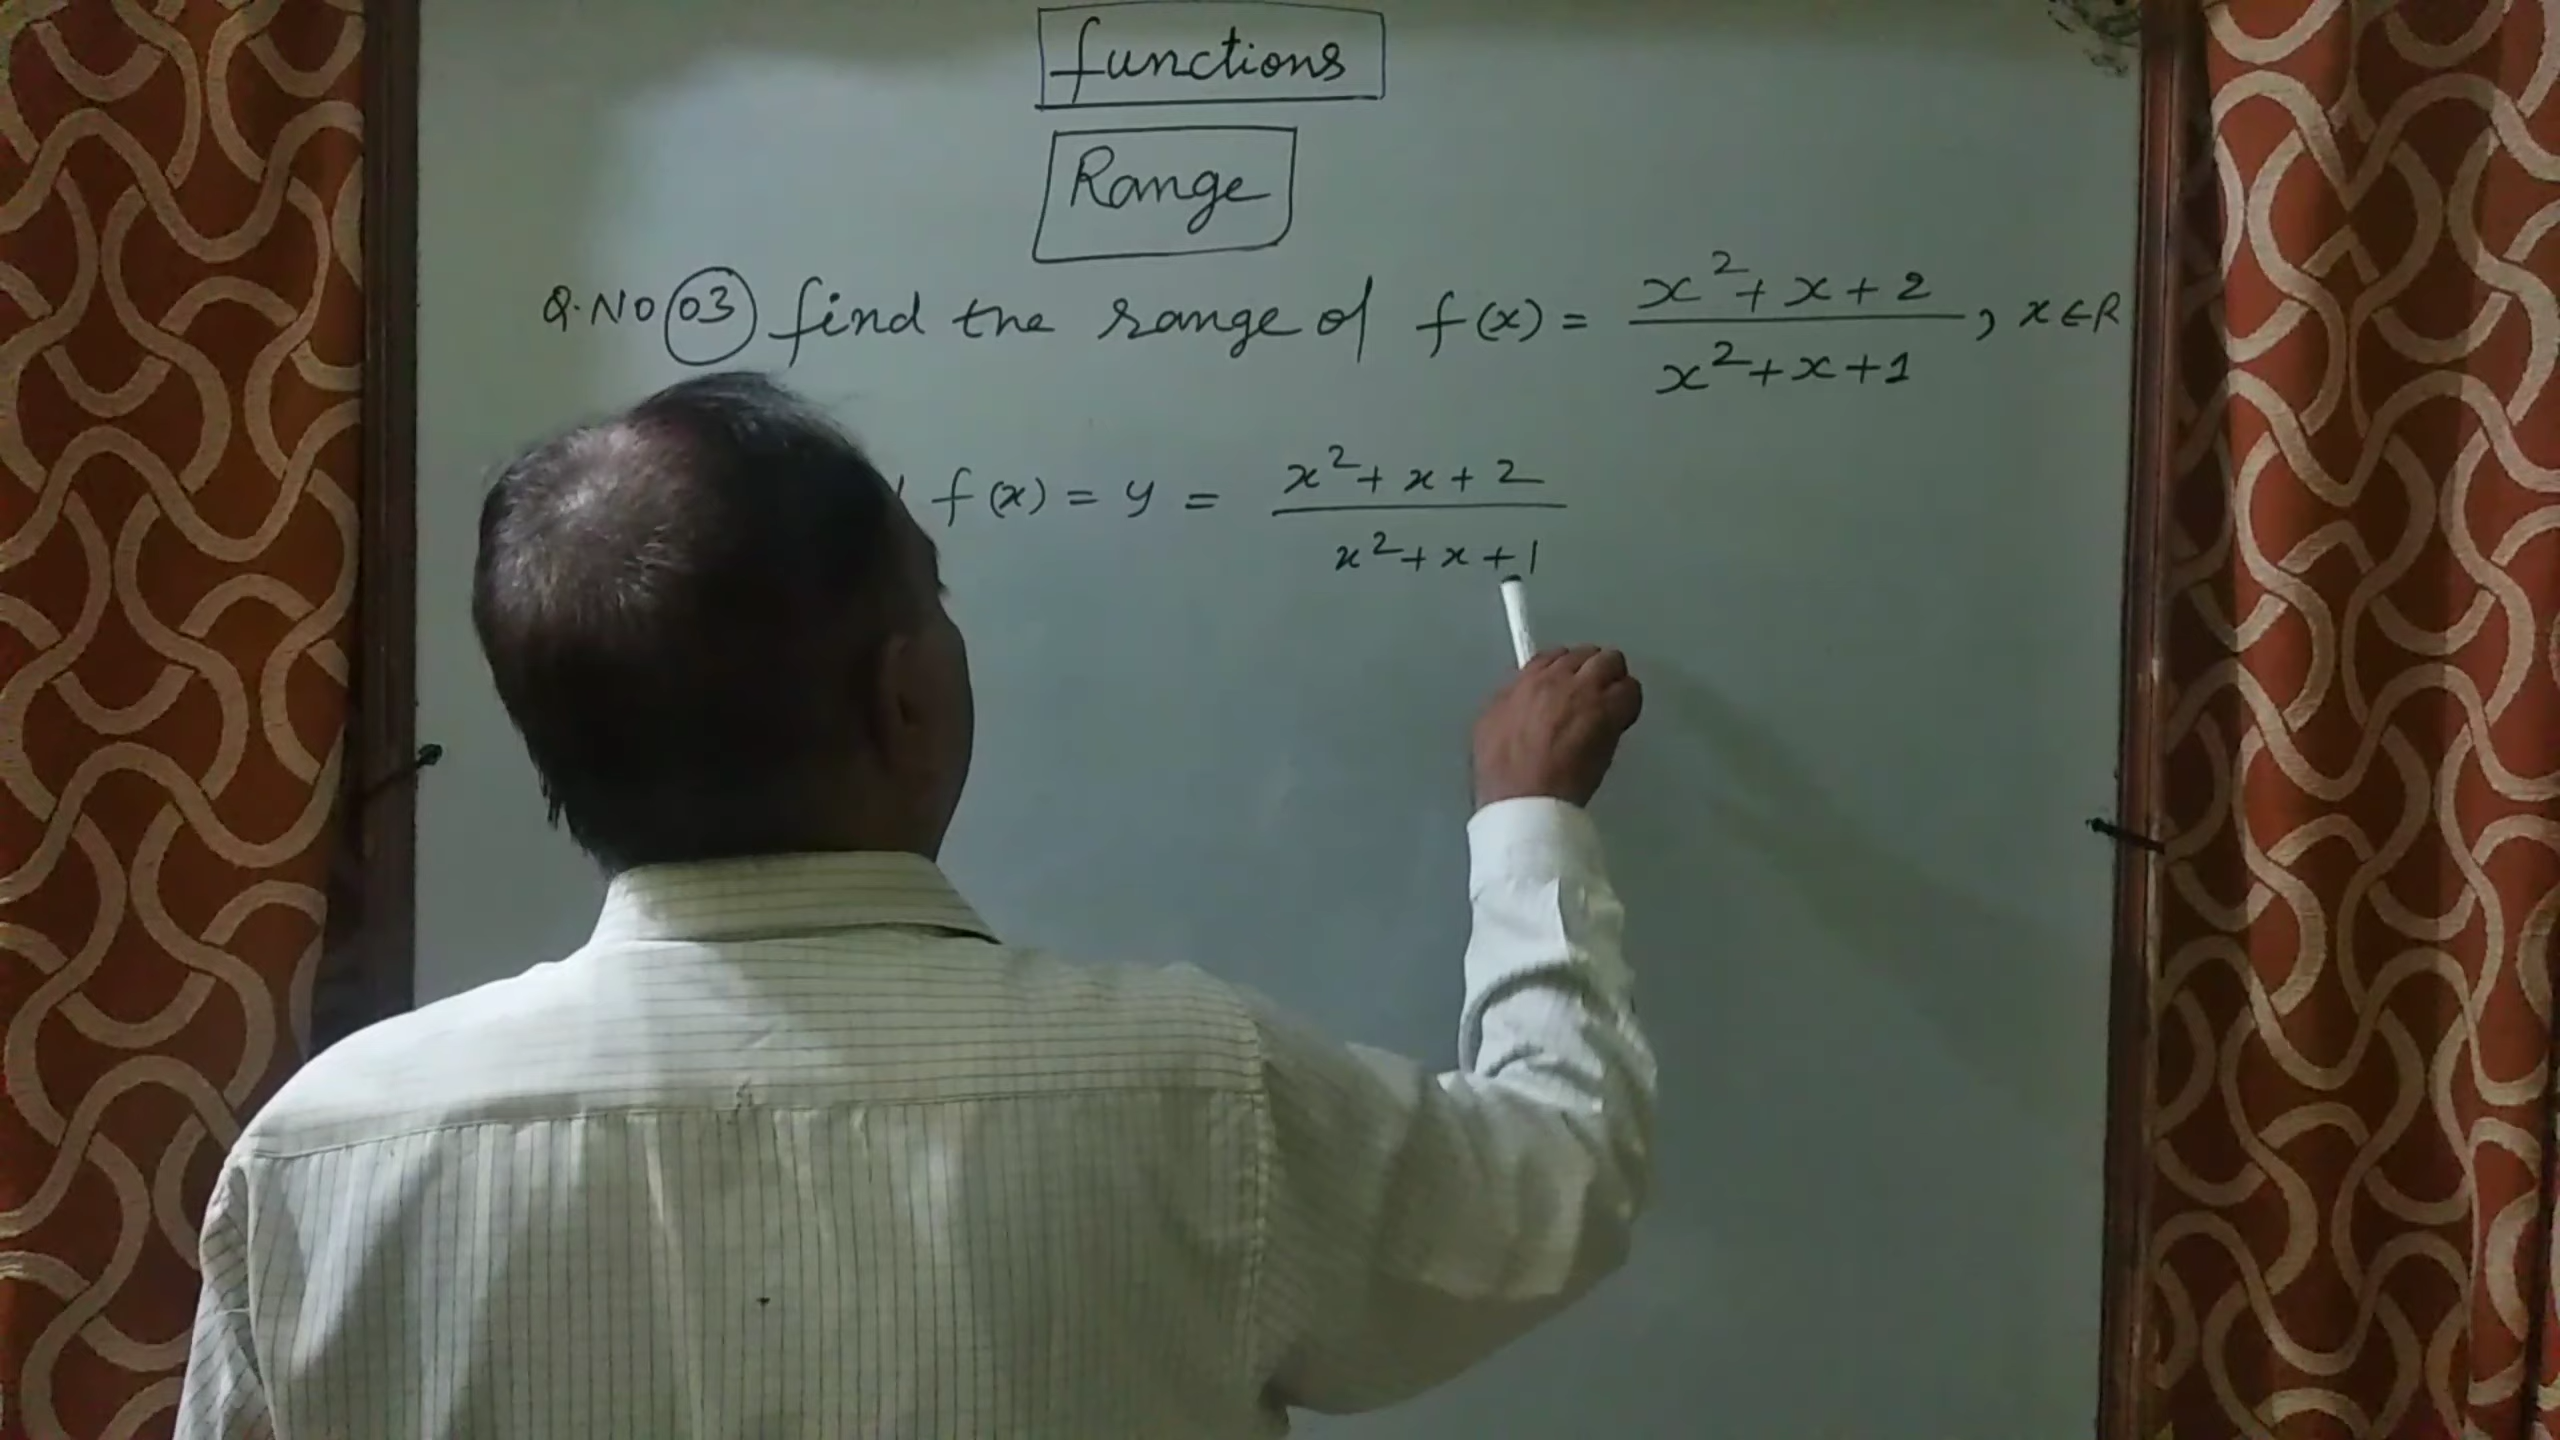 functions
Range
Q.NO 03 find the range of f(x) = (x²+x+2)/(x²+x+1), x∈R
f(x) = y = (x²+x+2)/(x²+x+1)